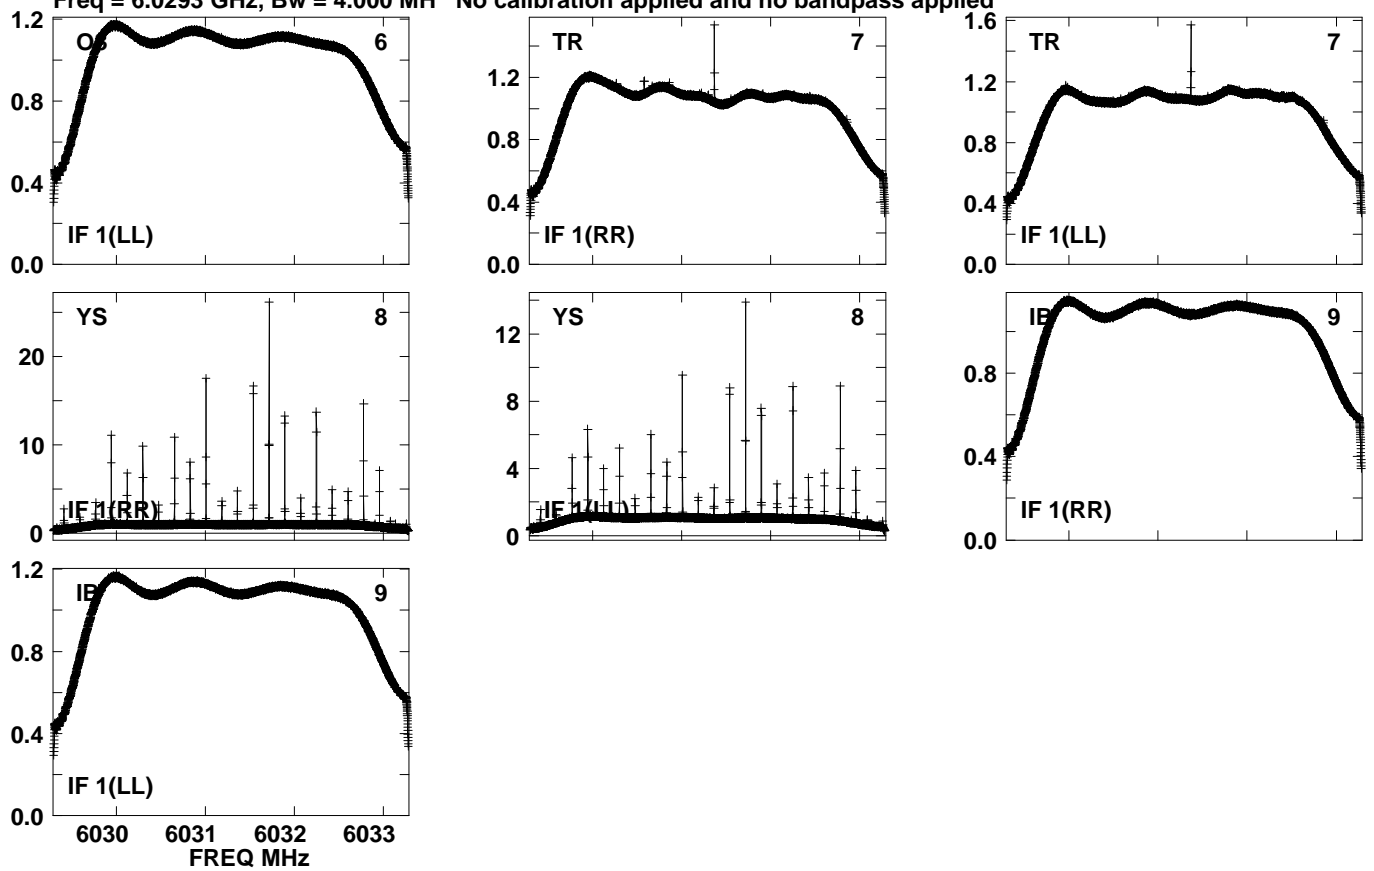 Freq = 6.0293 GHz, Bw = 4.000 MH No calibration applied and no bandpass applied
1.2 0.8 0.4 0.0 6 IF 1(LL)
1.2 0.8 0.4 0.0 TR 7 IF 1(RR)
1.6 1.2 0.8 0.4 0.0 TR 7 IF 1(LL)
20 10 0 YS 8 IF 1(RR)
12 8 4 0 YS 8 IF 1(LL)
0.8 0.4 0.0 IB 9 IF 1(RR)
1.2 0.8 0.4 0.0 IB 9 IF 1(LL)
6030 6031 6032 6033
FREQ MHz